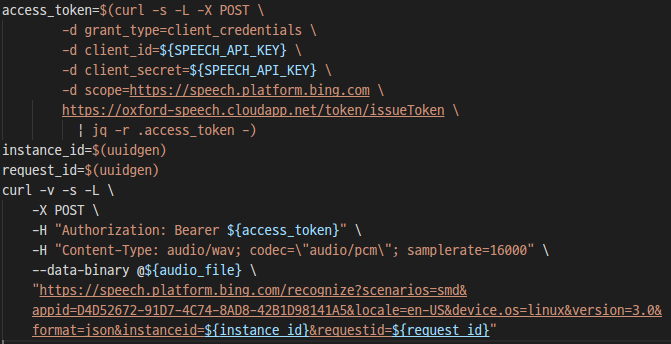 access_token=$(curl -s -L -X POST \
-d grant_type=client_credentials \
-d client_id=${SPEECH_API_KEY} \
-d client_secret=${SPEECH_API_KEY} \
-d scope=https://speech.platform.bing.com \
https://oxford-speech.cloudapp.net/token/issueToken \
| jq -r .access_token -)
instance_id=$(uuidgen)
request_id=$(uuidgen)
curl -v -s -L \
-X POST \
-H "Authorization: Bearer ${access_token}" \
-H "Content-Type: audio/wav; codec=\"audio/pcm\"; samplerate=16000" \
--data-binary @${audio_file} \
"https://speech.platform.bing.com/recognize?scenarios=smd&
appid=D4D52672-91D7-4C74-8AD8-42B1D98141A5&locale=en-US&device.os=linux&version=3.0&
format=json&instanceid=${instance_id}&requestid=${request_id}"